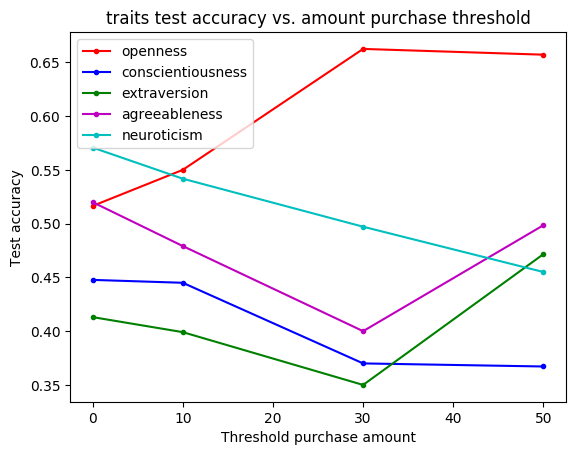 traits test accuracy vs. amount purchase threshold
openness
conscientiousness
extraversion
agreeableness
neuroticism
0.65
0.60
0.55
0.50
0.45
0.40
0.35
Test accuracy
0 10 20 30 40 50
Threshold purchase amount